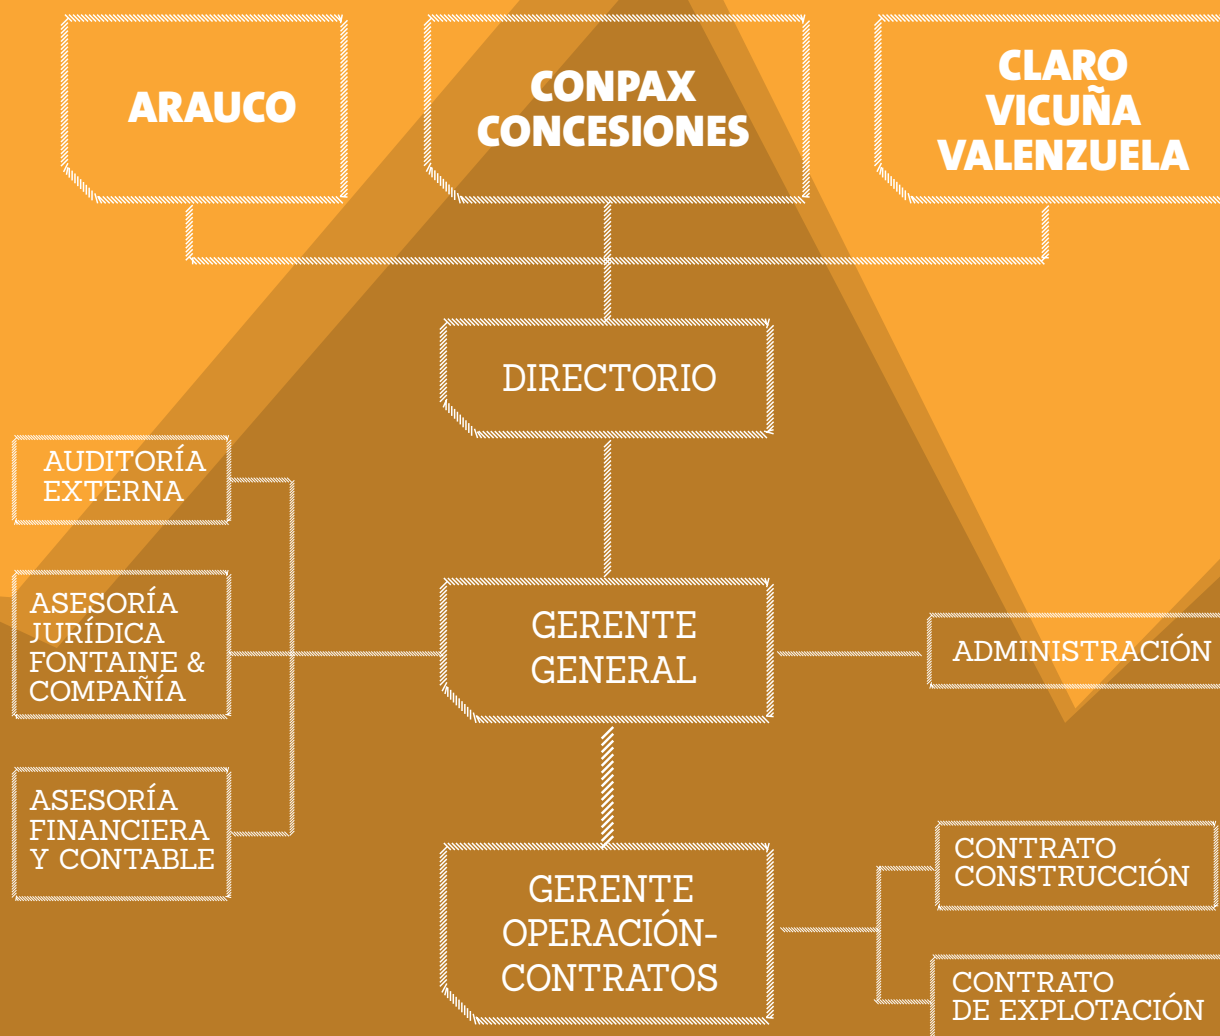 ARAUCO
CONPAX
CONCESIONES
CLARO
VICUÑA
VALENZUELA
DIRECTORIO
AUDITORÍA
EXTERNA
ASESORÍA
JURÍDICA
FONTAINE &
COMPAÑÍA
ASESORÍA
FINANCIERA
Y CONTABLE
GERENTE
GENERAL
ADMINISTRACIÓN
GERENTE
OPERACIÓN-
CONTRATOS
CONTRATO
CONSTRUCCIÓN
CONTRATO
DE EXPLOTACIÓN